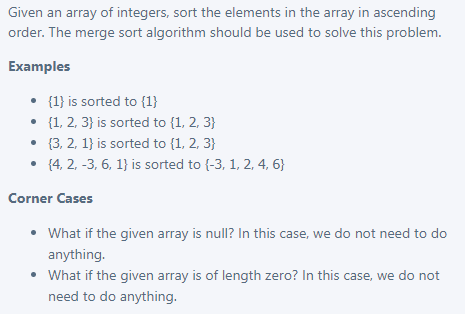 Given an array of integers, sort the elements in the array in ascending
order. The merge sort algorithm should be used to solve this problem.
Examples
• {1} is sorted to {1}
• {1, 2, 3} is sorted to {1, 2, 3}
• {3, 2, 1} is sorted to {1, 2, 3}
• {4, 2, -3, 6, 1} is sorted to {-3, 1, 2, 4, 6}
Corner Cases
• What if the given array is null? In this case, we do not need to do
anything.
• What if the given array is of length zero? In this case, we do not
need to do anything.